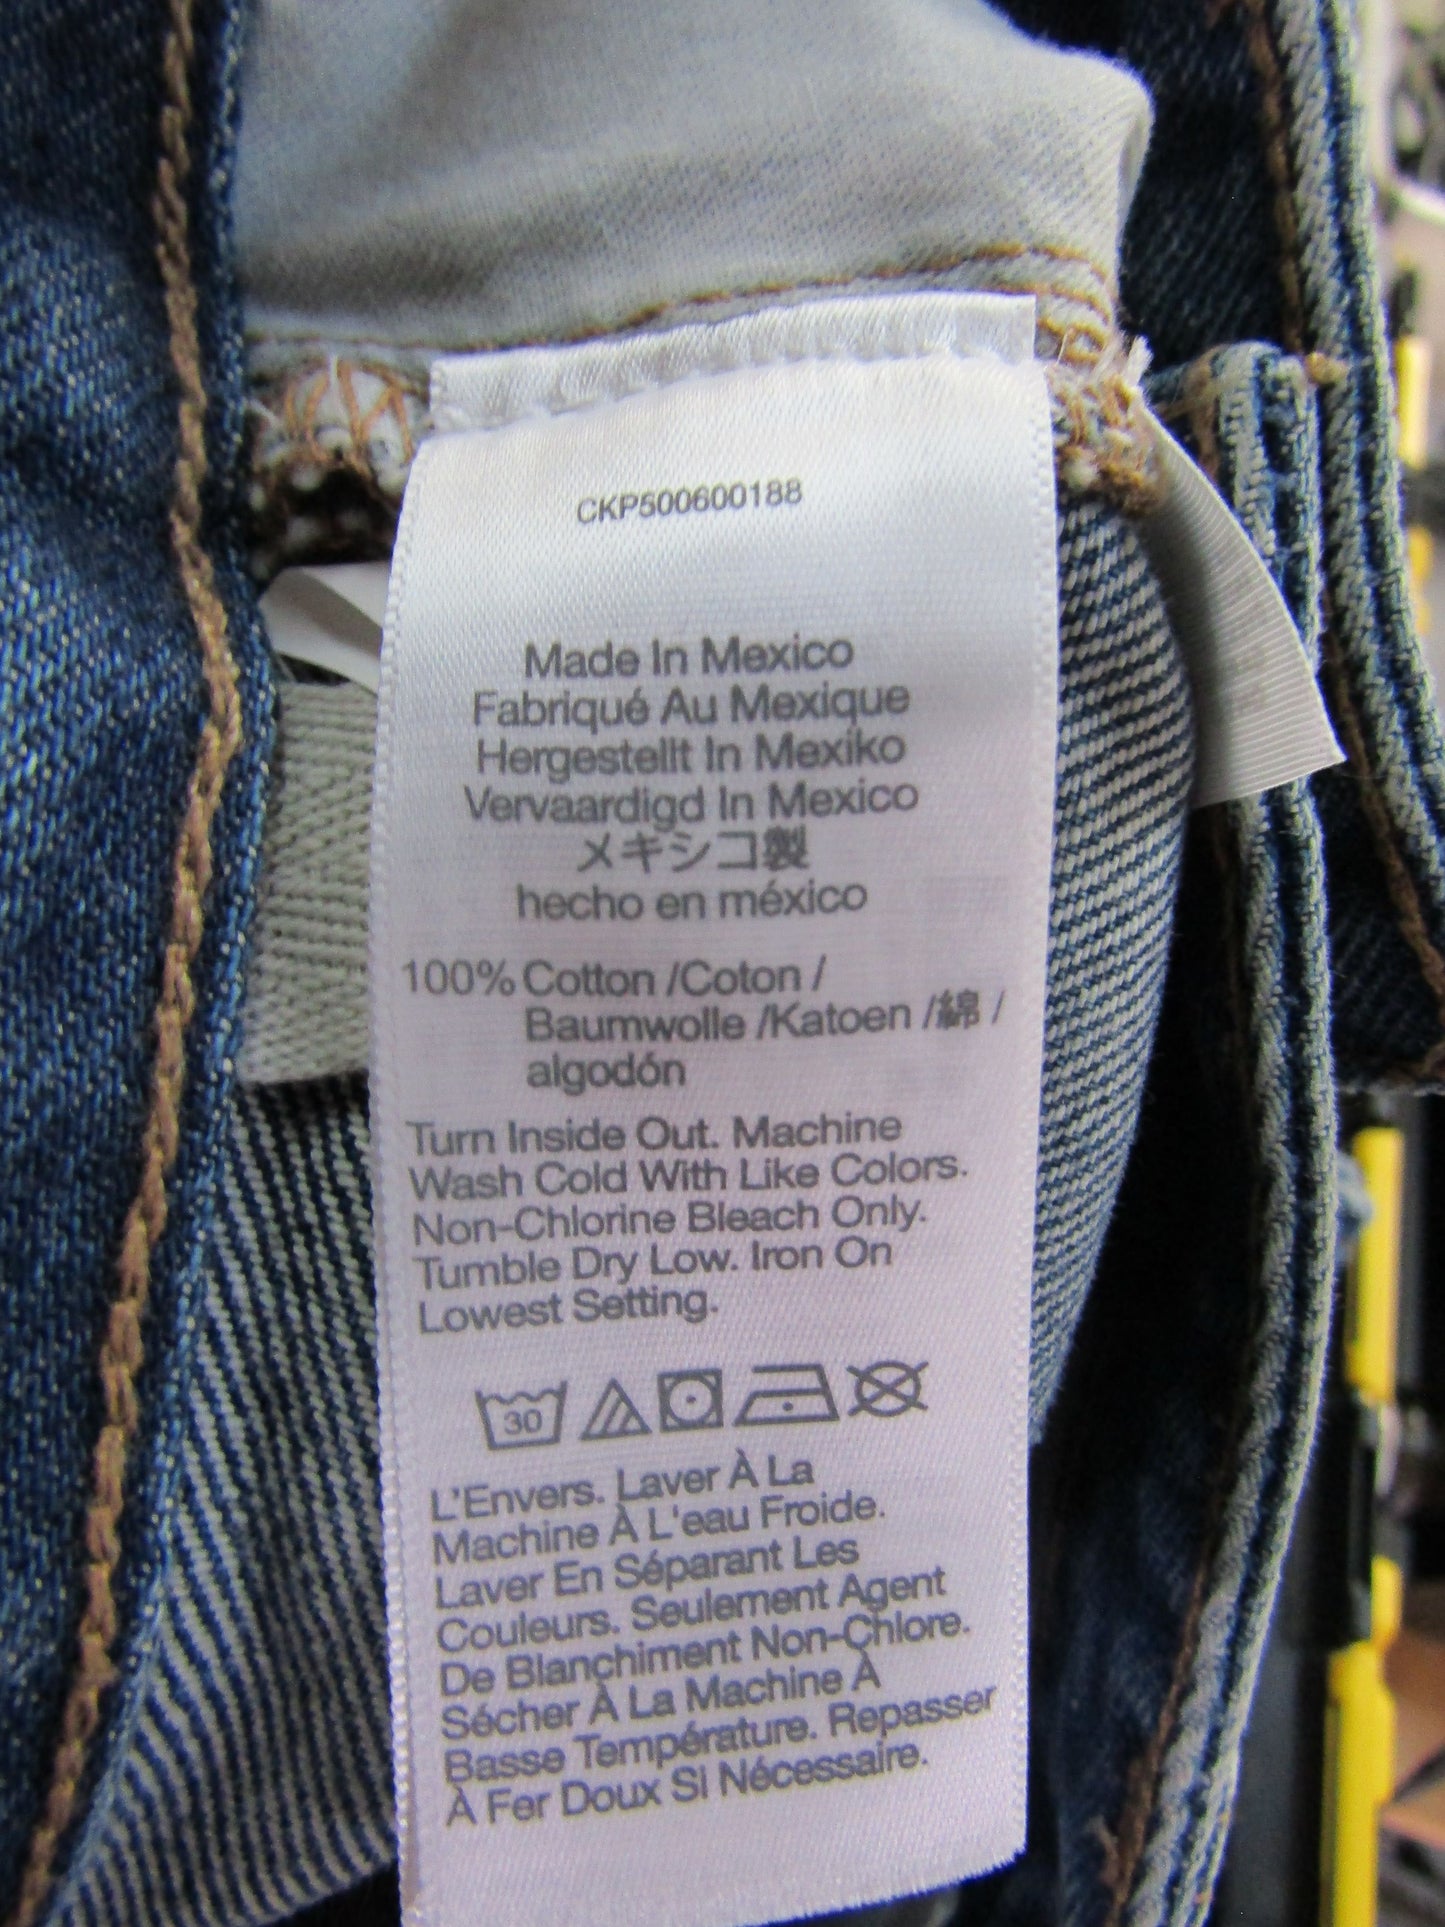 CKP500600188
Made In Mexico
Fabriqué Au Mexique
Hergestellt In Mexiko
Vervaardigd In Mexico
メキシコ製
hecho en méxico
100% Cotton /Coton /
Baumwolle /Katoen /綿 /
algodón
Turn Inside Out. Machine
Wash Cold With Like Colors.
Non-Chlorine Bleach Only.
Tumble Dry Low. Iron On
Lowest Setting.
30
L'Envers. Laver À La
Machine À L'eau Froide.
Laver En Séparant Les
Couleurs. Seulement Agent
De Blanchiment Non-Chlore.
Sécher À La Machine À
Basse Température. Repasser
À Fer Doux Si Nécessaire.